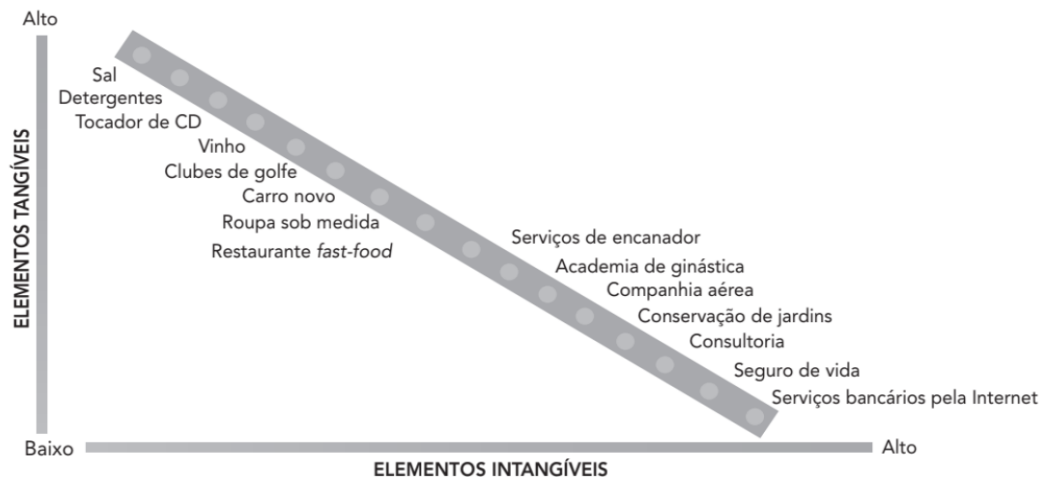 Alto
Sal
Detergentes
Tocador de CD
Vinho
Clubes de golfe
Carro novo
Roupa sob medida
Restaurante fast-food
Serviços de encanador
Academia de ginástica
Companhia aérea
Conservação de jardins
Consultoria
Seguro de vida
Serviços bancários pela Internet
ELEMENTOS TANGÍVEIS
Baixo
Alto
ELEMENTOS INTANGÍVEIS